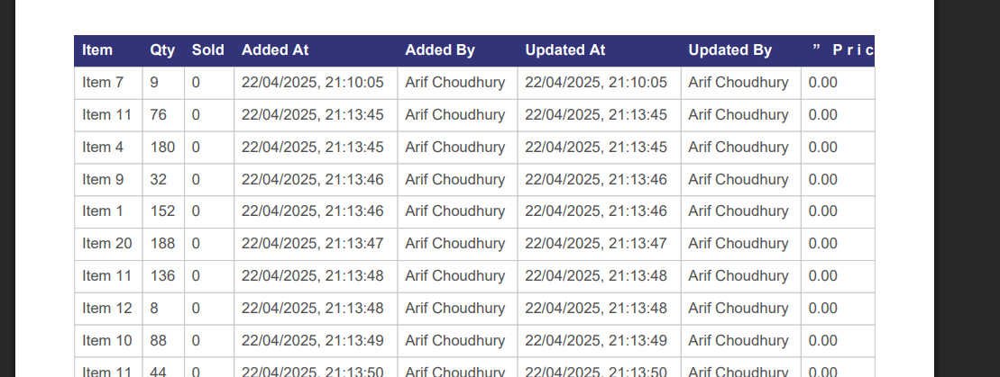 Item Qty Sold Added At Added By Updated At Updated By ” Pric
Item 7 9 0 22/04/2025, 21:10:05 Arif Choudhury 22/04/2025, 21:10:05 Arif Choudhury 0.00
Item 11 76 0 22/04/2025, 21:13:45 Arif Choudhury 22/04/2025, 21:13:45 Arif Choudhury 0.00
Item 4 180 0 22/04/2025, 21:13:45 Arif Choudhury 22/04/2025, 21:13:45 Arif Choudhury 0.00
Item 9 32 0 22/04/2025, 21:13:46 Arif Choudhury 22/04/2025, 21:13:46 Arif Choudhury 0.00
Item 1 152 0 22/04/2025, 21:13:46 Arif Choudhury 22/04/2025, 21:13:46 Arif Choudhury 0.00
Item 20 188 0 22/04/2025, 21:13:47 Arif Choudhury 22/04/2025, 21:13:47 Arif Choudhury 0.00
Item 11 136 0 22/04/2025, 21:13:48 Arif Choudhury 22/04/2025, 21:13:48 Arif Choudhury 0.00
Item 12 8 0 22/04/2025, 21:13:48 Arif Choudhury 22/04/2025, 21:13:48 Arif Choudhury 0.00
Item 10 88 0 22/04/2025, 21:13:49 Arif Choudhury 22/04/2025, 21:13:49 Arif Choudhury 0.00
Item 11 44 0 22/04/2025, 21:13:50 Arif Choudhury 22/04/2025, 21:13:50 Arif Choudhury 0.00